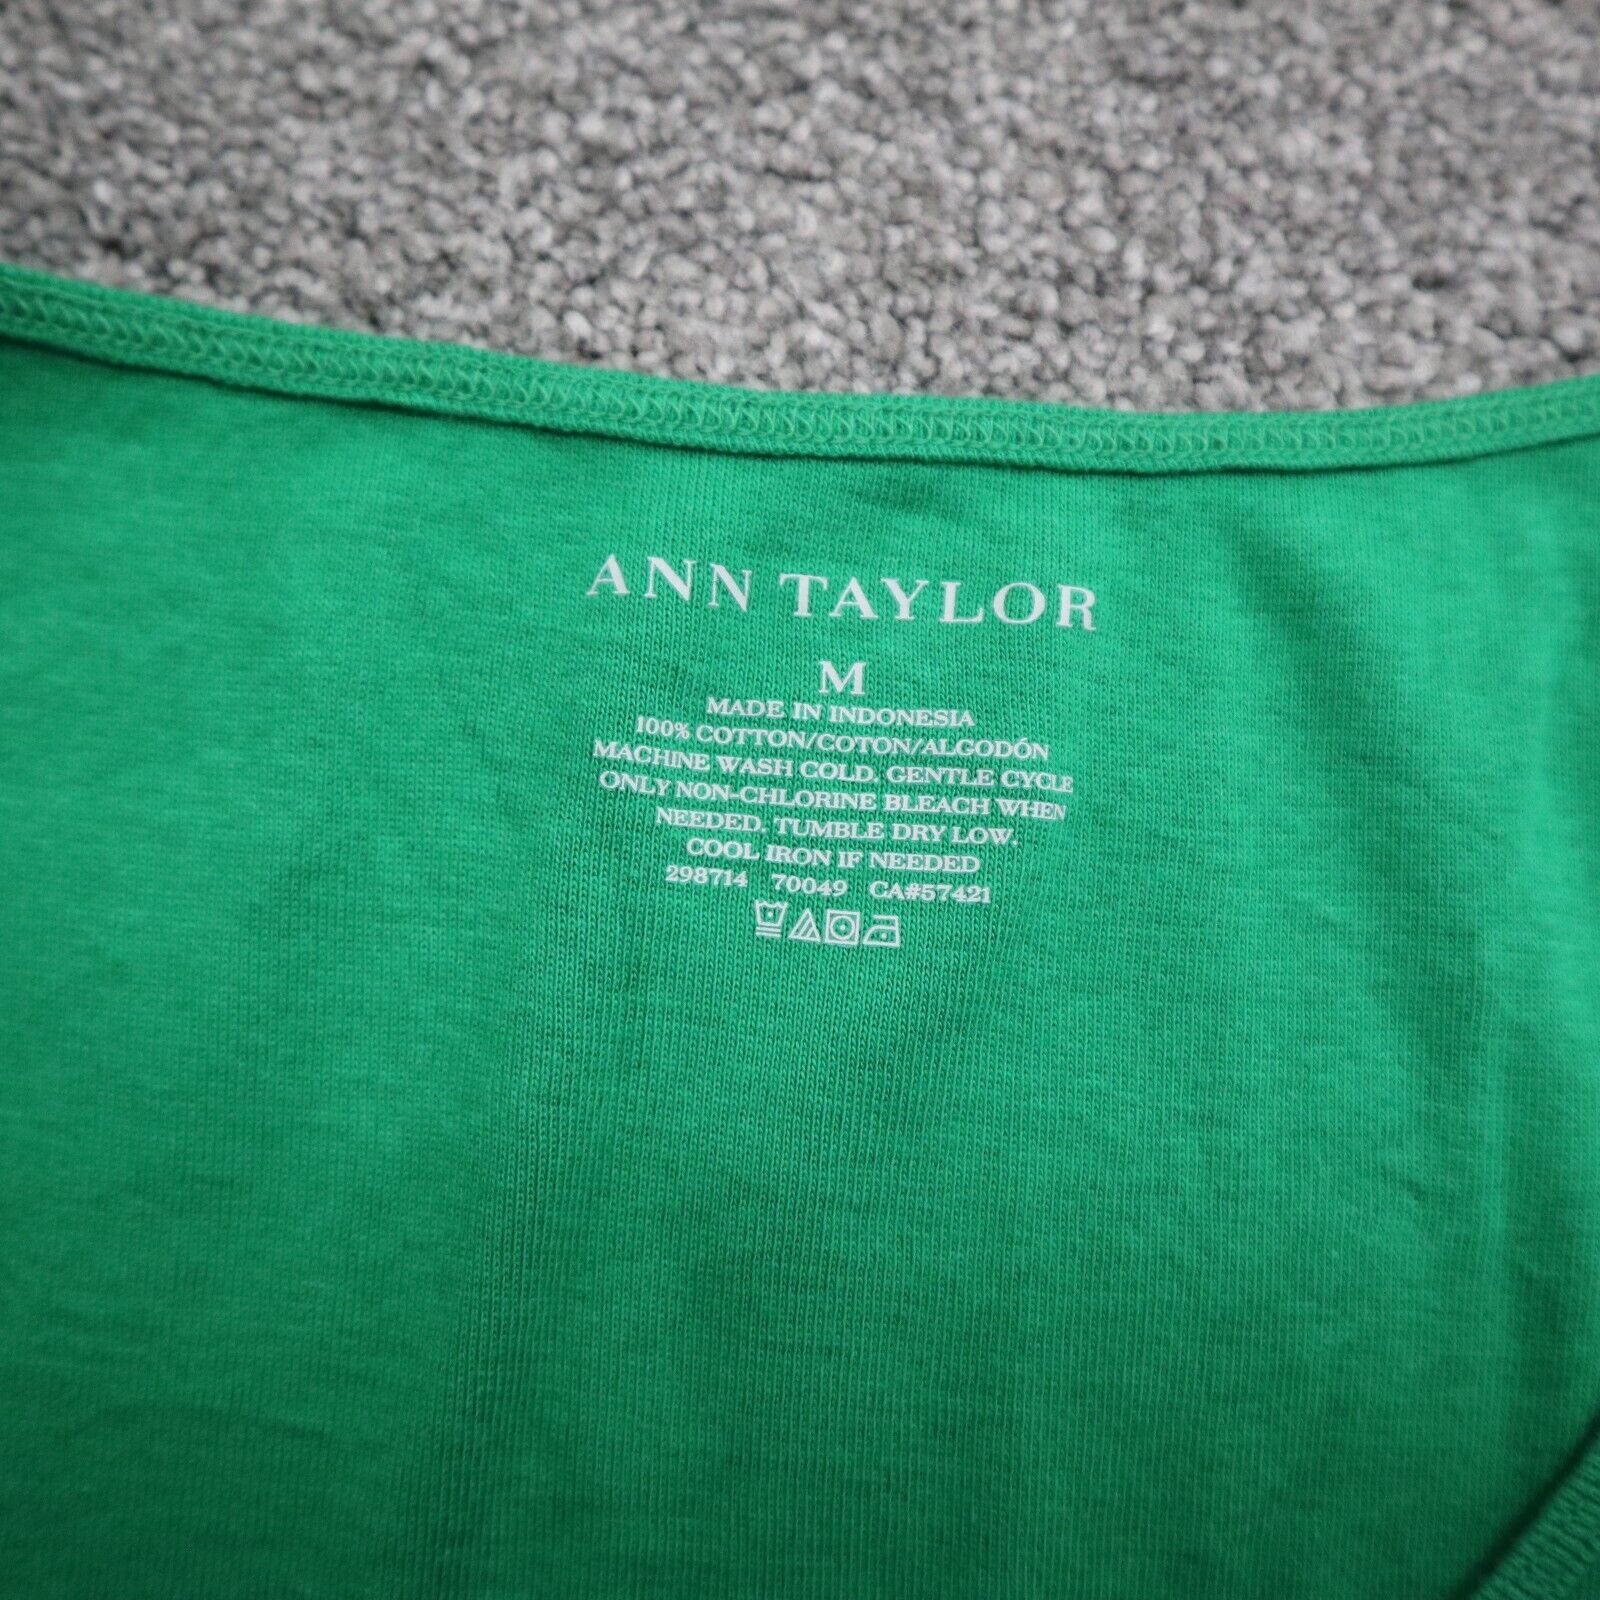 ANN TAYLOR
M
MADE IN INDONESIA
100% COTTON/COTON/ALGODÓN
MACHINE WASH COLD. GENTLE CYCLE
ONLY NON-CHLORINE BLEACH WHEN
NEEDED. TUMBLE DRY LOW.
COOL IRON IF NEEDED
298714 70049 CA#57421